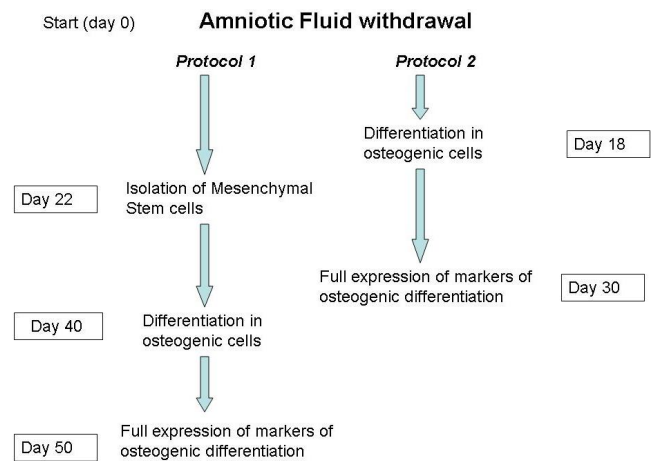 Start (day 0)
Amniotic Fluid withdrawal
Protocol 1
Protocol 2
Differentiation in
osteogenic cells
Day 18
Day 22
Isolation of Mesenchymal
Stem cells
Full expression of markers of
osteogenic differentiation
Day 30
Day 40
Differentiation in
osteogenic cells
Day 50
Full expression of markers of
osteogenic differentiation